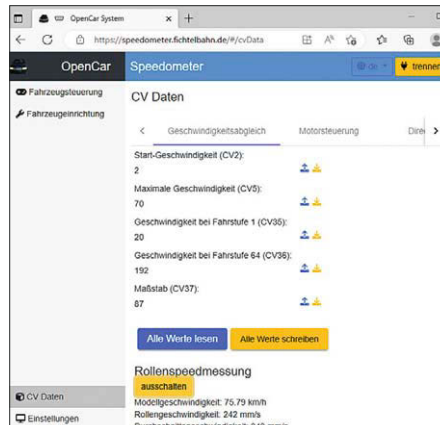 OpenCar System
https://speedometer.fichtelbahn.de/#/cvData
OpenCar
Speedometer
de
trennen
Fahrzeugsteuerung
Fahrzeugeinrichtung
CV Daten
Geschwindigkeitsabgleich
Motorsteuerung
Start-Geschwindigkeit (CV2):
2
Maximale Geschwindigkeit (CV5):
70
Geschwindigkeit bei Fahrstufe 1 (CV35):
20
Geschwindigkeit bei Fahrstufe 64 (CV36):
192
Maßstab (CV37):
87
Alle Werte lesen
Alle Werte schreiben
Rollenspeedmessung
ausschalten
Modellgeschwindigkeit: 75.79 km/h
Rollengeschwindigkeit: 242 mm/s
CV Daten
Einstellungen